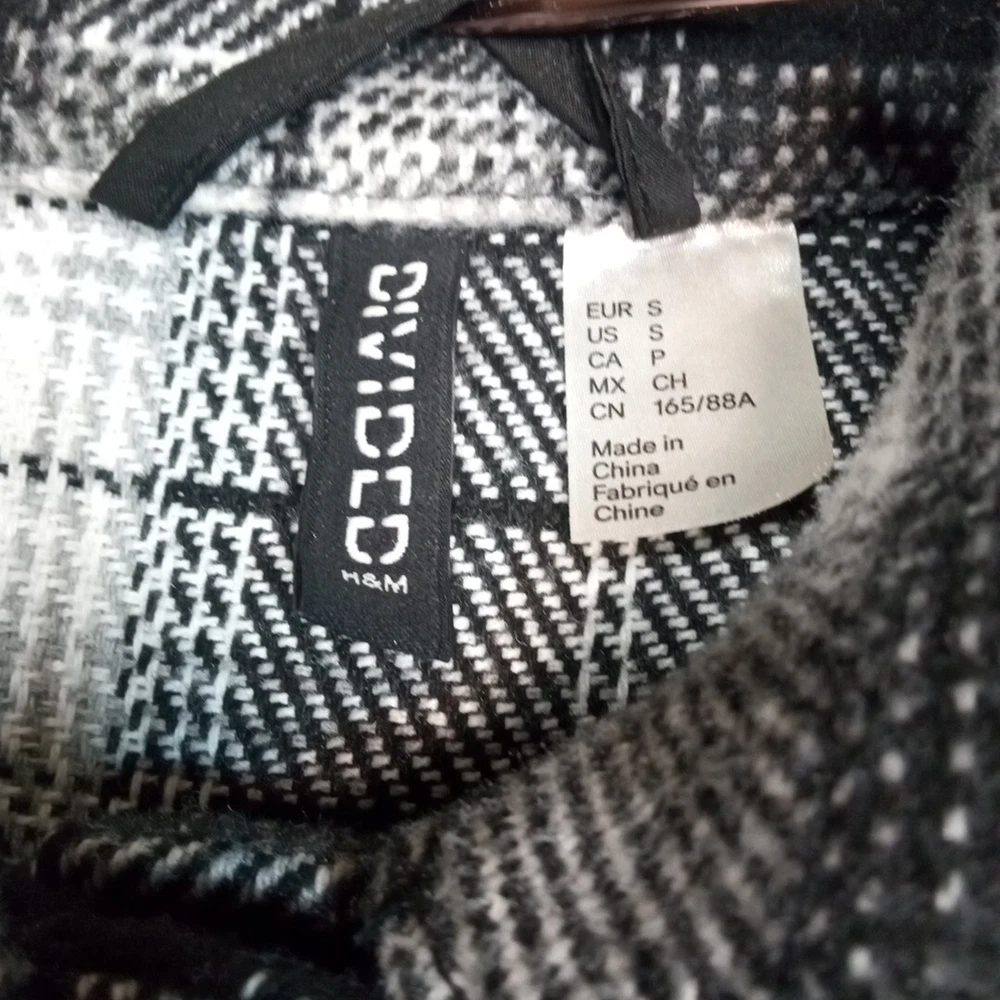 DIVIDED
H&M
EUR S
US S
CA P
MX CH
CN 165/88A
Made in
China
Fabriqué en
Chine